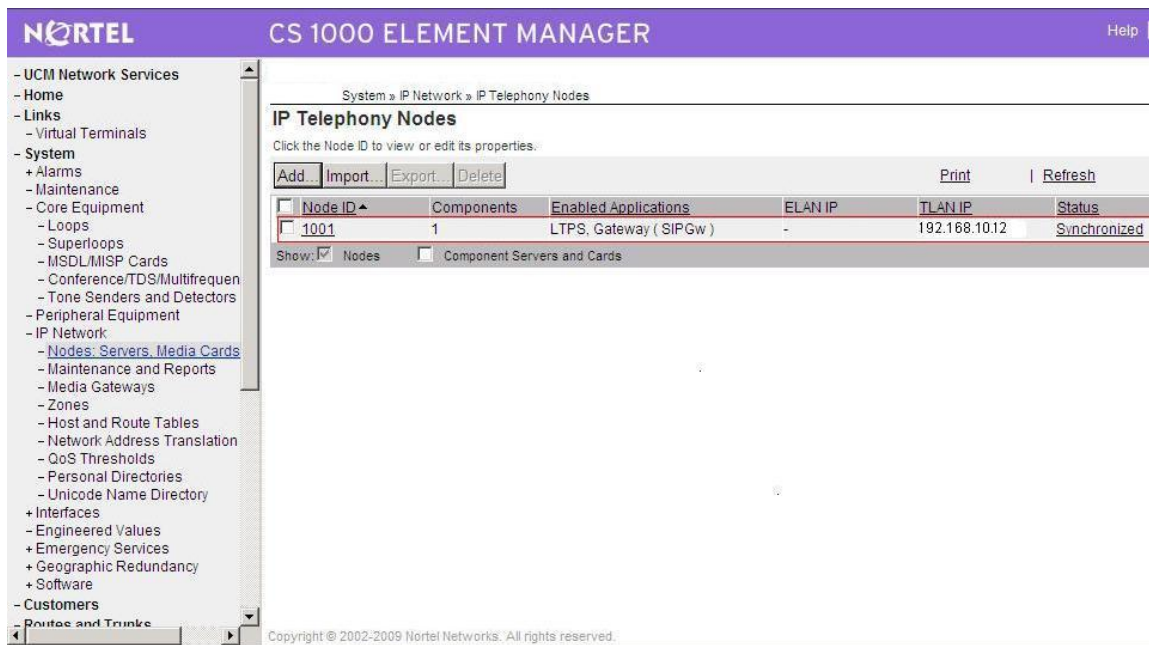 NORTEL
CS 1000 ELEMENT MANAGER
Help |
- UCM Network Services
- Home
- Links
- Virtual Terminals
- System
+ Alarms
- Maintenance
- Core Equipment
- Loops
- Superloops
- MSDL/MISP Cards
- Conference/TDS/Multifrequen
- Tone Senders and Detectors
- Peripheral Equipment
- IP Network
- Nodes: Servers, Media Cards
- Maintenance and Reports
- Media Gateways
- Zones
- Host and Route Tables
- Network Address Translation
- QoS Thresholds
- Personal Directories
- Unicode Name Directory
+ Interfaces
- Engineered Values
+ Emergency Services
+ Geographic Redundancy
+ Software
- Customers
- Routes and Trunks
System » IP Network » IP Telephony Nodes
IP Telephony Nodes
Click the Node ID to view or edit its properties.
Add... Import... Export... Delete Print | Refresh
Node ID Components Enabled Applications ELAN IP TLAN IP Status
1001 1 LTPS, Gateway ( SIPGw ) - 192.168.10.12 Synchronized
Show: Nodes Component Servers and Cards
Copyright © 2002-2009 Nortel Networks. All rights reserved.